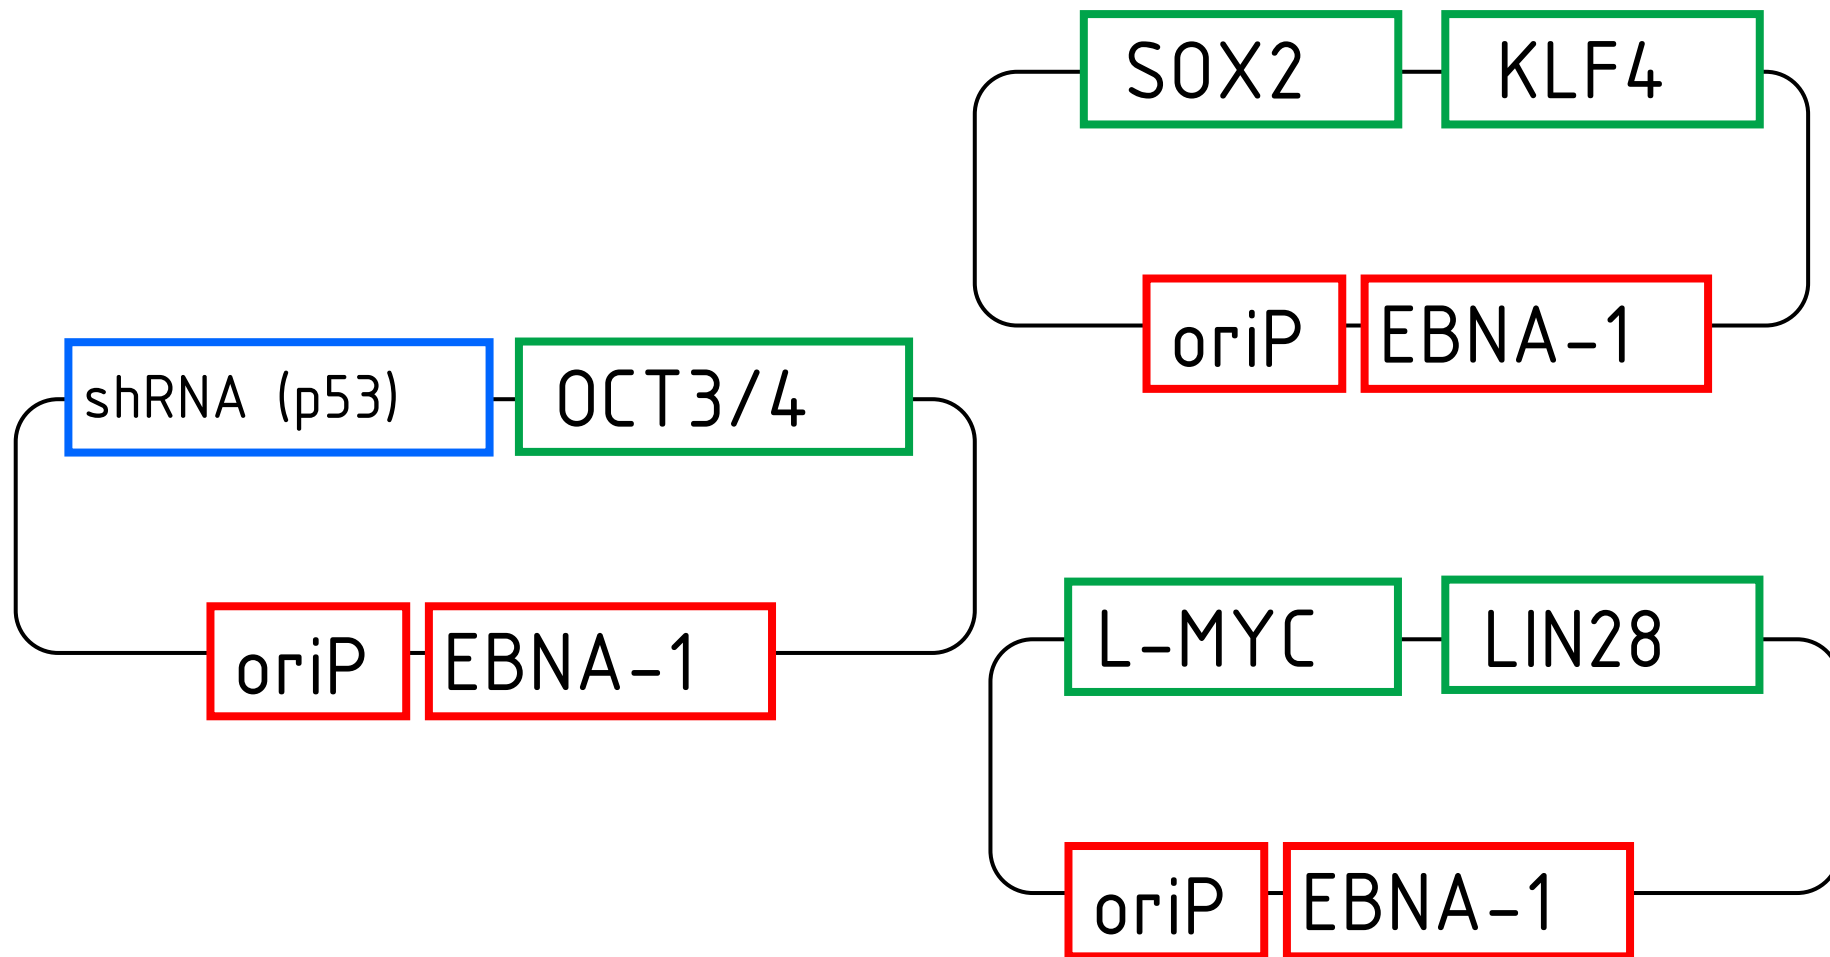 SOX2
KLF4
oriP
EBNA-1
shRNA (p53)
OCT3/4
oriP
EBNA-1
L-MYC
LIN28
oriP
EBNA-1